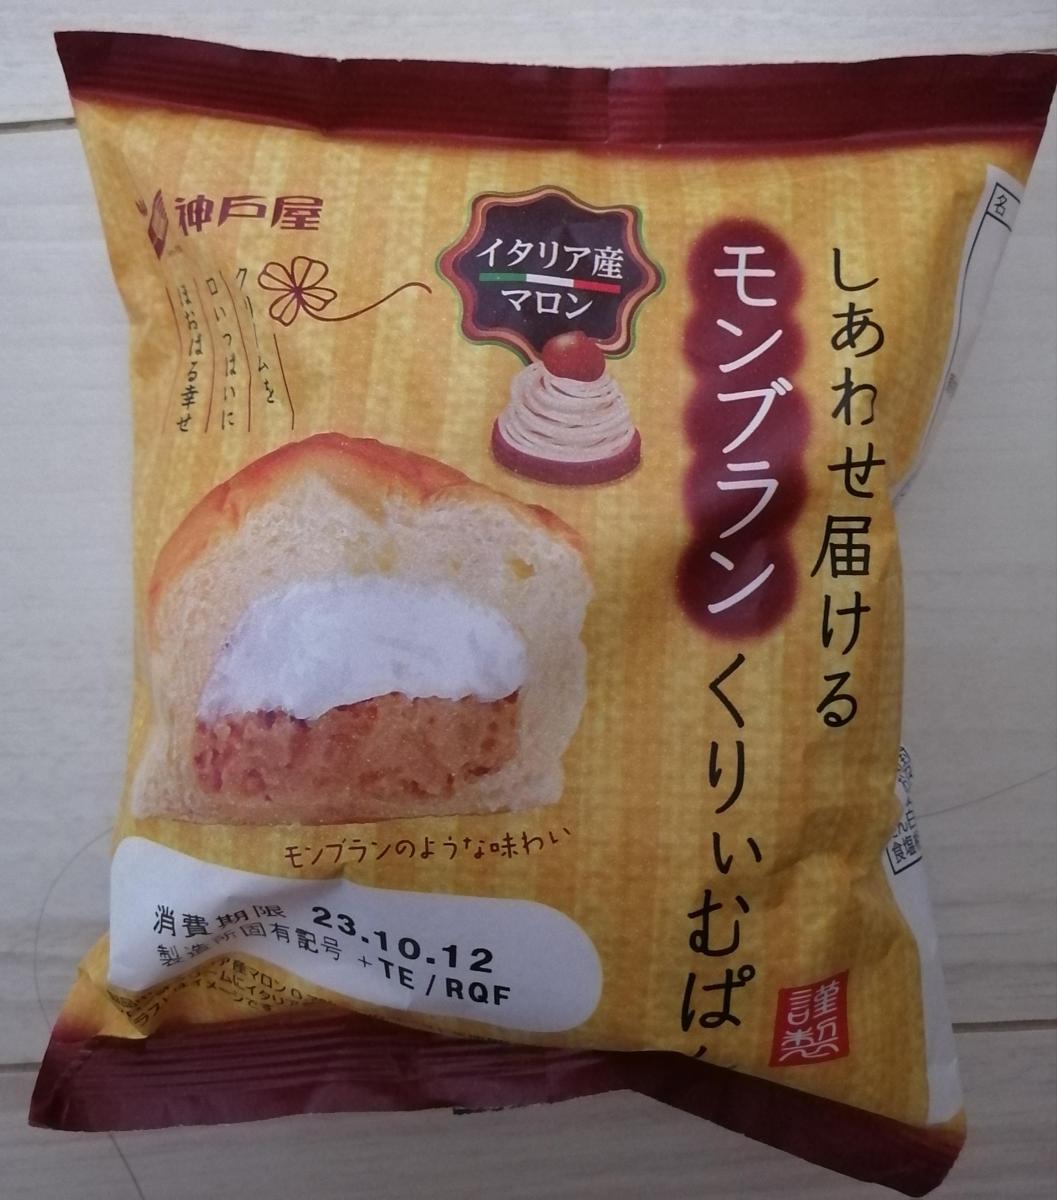 神戸屋
クリームを
口いっぱいに
ほおばる幸せ
イタリア産
マロン
しあわせ届ける
モンブラン
くりぃむぱ
モンブランのような味わい
消費期限 23.10.12
製造所固有記号 +TE/RQF
謹製
名
食塩